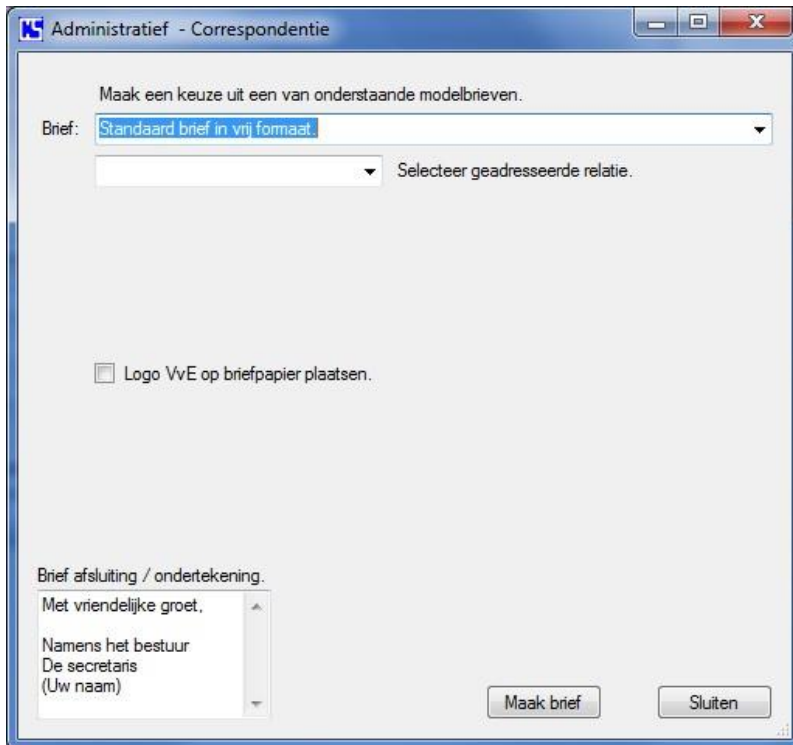 KS Administratief - Correspondentie
Maak een keuze uit een van onderstaande modelbrieven.
Brief: Standaard brief in vrij formaat.
Selecteer geadresseerde relatie.
Logo VvE op briefpapier plaatsen.
Brief afsluiting / ondertekening.
Met vriendelijke groet,
Namens het bestuur
De secretaris
(Uw naam)
Maak brief Sluiten